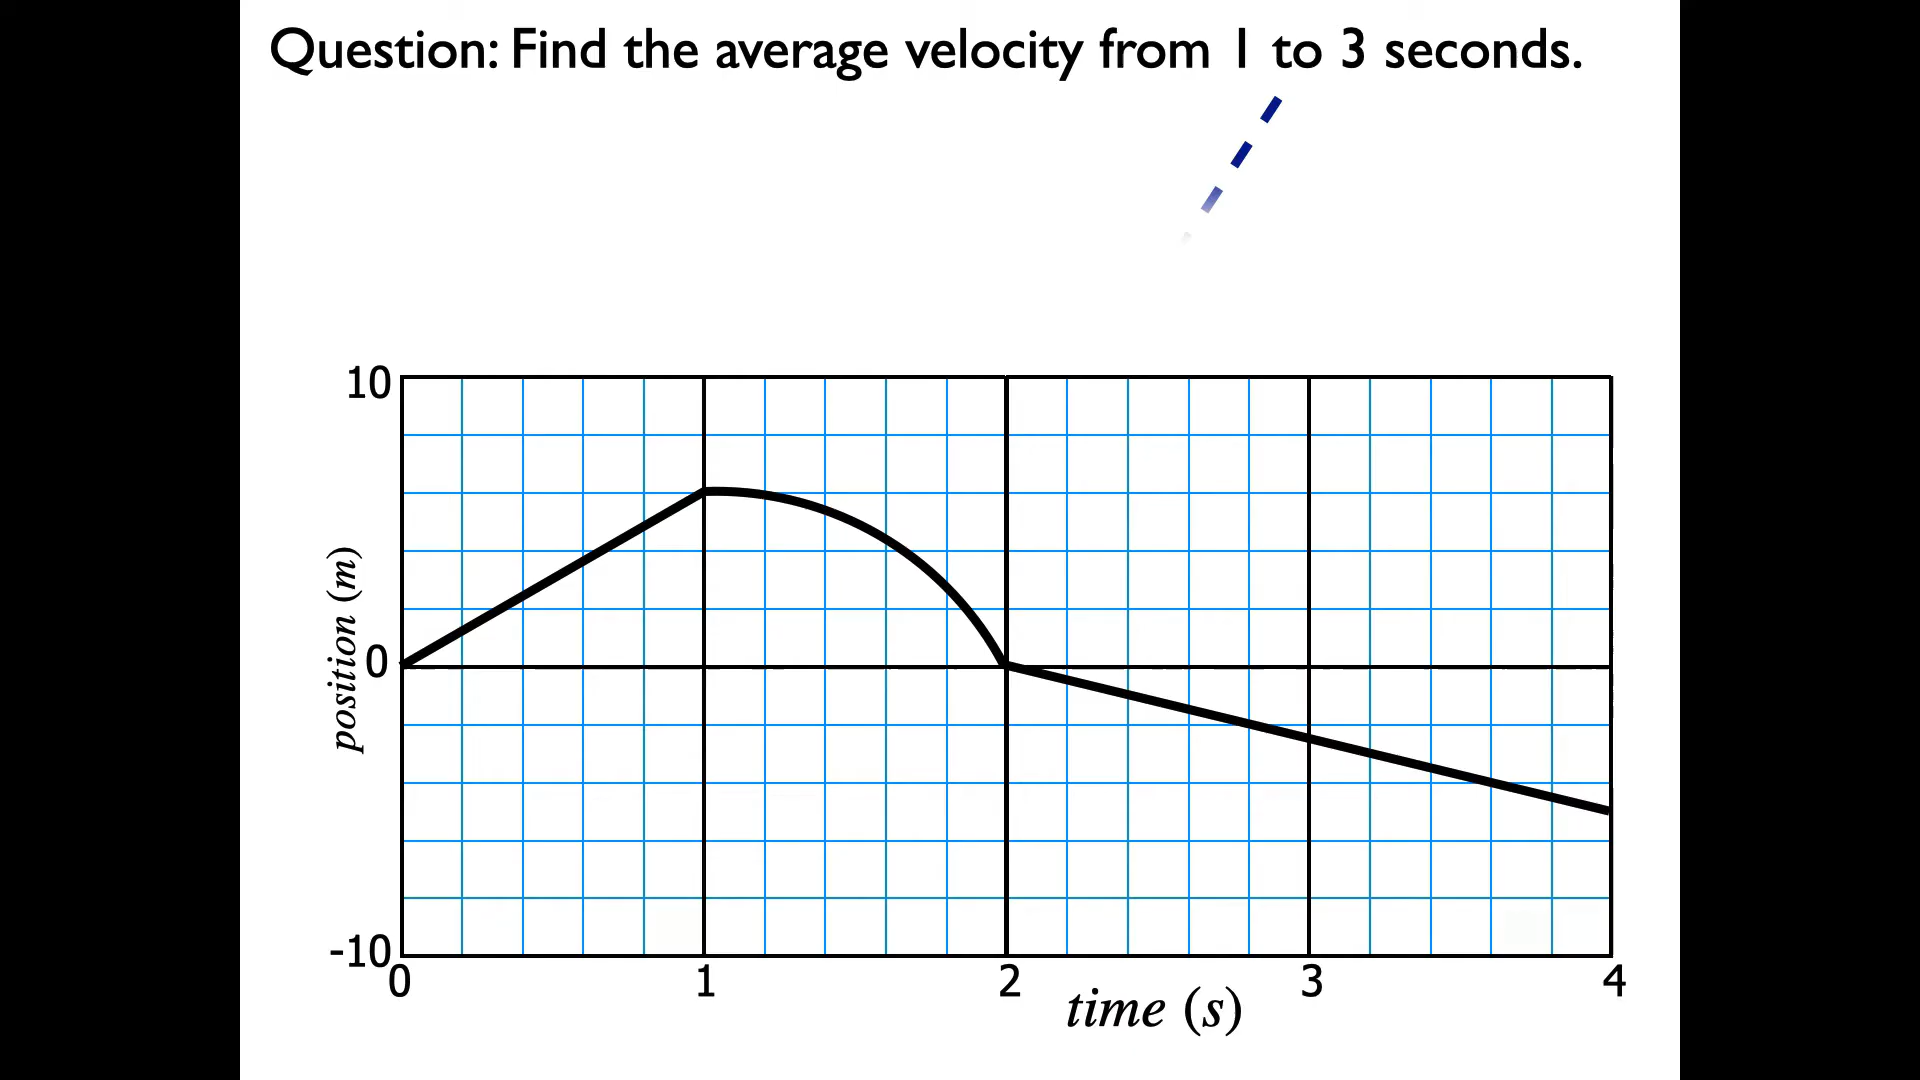 Question: Find the average velocity from 1 to 3 seconds.
10
position (m)
0
-10
0 1 2 3 4
time (s)